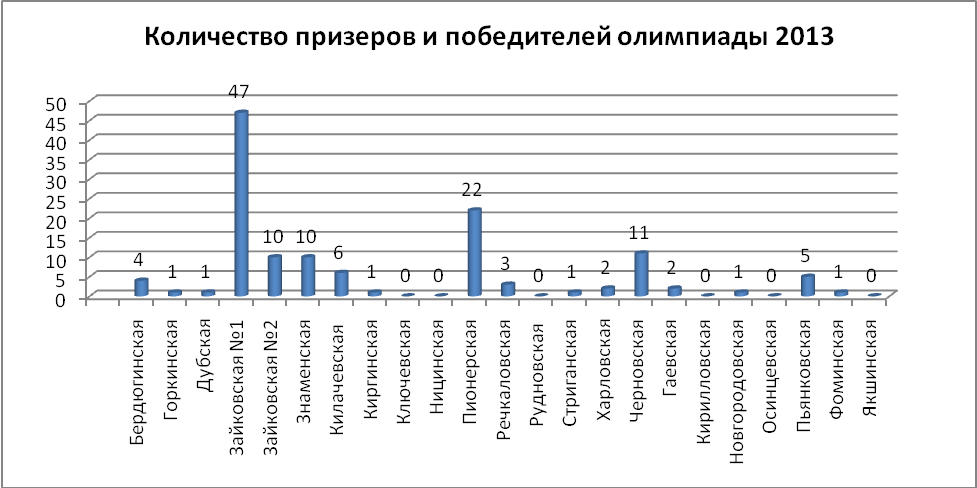 Количество призеров и победителей олимпиады 2013
50
45
40
35
30
25
20
15
10
5
0
4
1
1
47
10
10
6
1
0
0
22
3
0
1
2
11
2
0
1
0
5
1
0
Бердюгинская
Горкинская
Дубская
Зайковская №1
Зайковская №2
Знаменская
Килачевская
Киргинская
Ключевская
Ницинская
Пионерская
Речкаловская
Рудновская
Стриганская
Харловская
Черновская
Гаевская
Кирилловская
Новгородовская
Осинцевская
Пьянковская
Фоминская
Якшинская